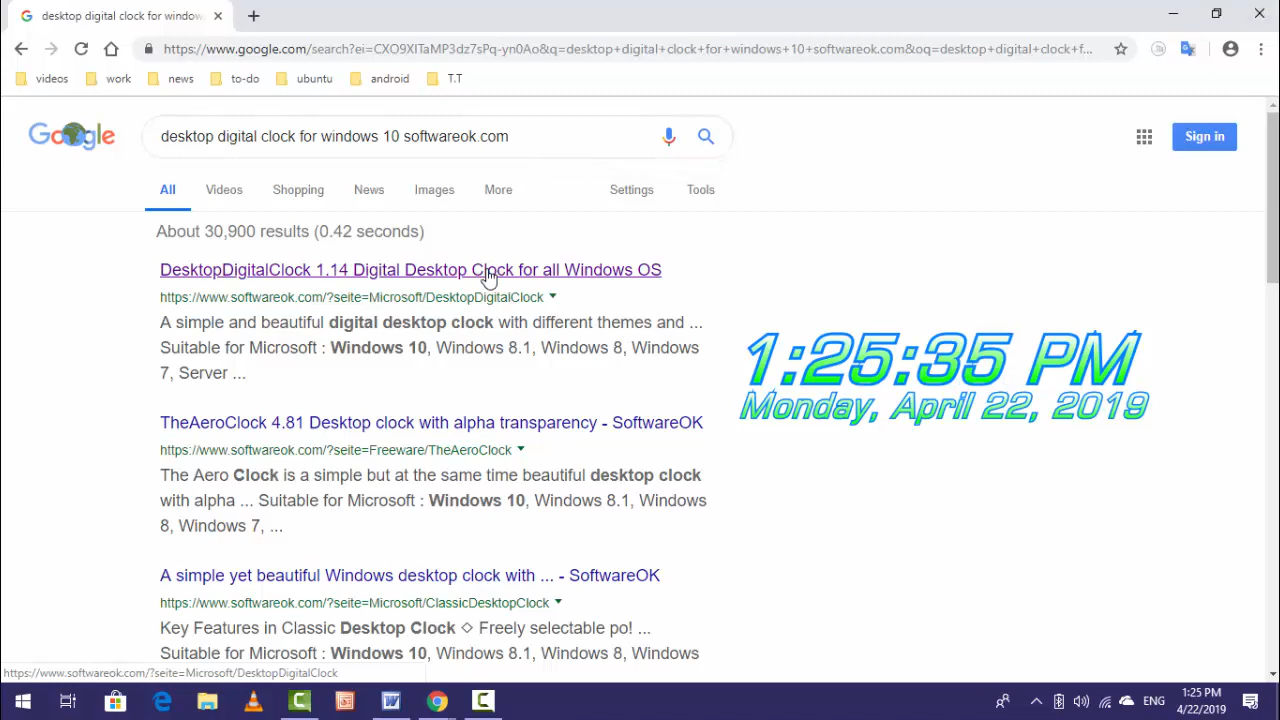 desktop digital clock for window
https://www.google.com/search?ei=CXO9XITaMP3dz7sPq-yn0Ao&q=desktop+digital+clock+for+windows+10+softwareok.com&oq=desktop+digital+clock+f...
videos work news to-do ubuntu android T.T
Google
desktop digital clock for windows 10 softwareok.com
Sign in
All Videos Shopping News Images More Settings Tools
About 30,900 results (0.42 seconds)
DesktopDigitalClock 1.14 Digital Desktop Clock for all Windows OS
https://www.softwareok.com/?seite=Microsoft/DesktopDigitalClock
A simple and beautiful digital desktop clock with different themes and ...
Suitable for Microsoft : Windows 10, Windows 8.1, Windows 8, Windows
7, Server ...
1:25:35 PM
Monday, April 22, 2019
TheAeroClock 4.81 Desktop clock with alpha transparency - SoftwareOK
https://www.softwareok.com/?seite=Freeware/TheAeroClock
The Aero Clock is a simple but at the same time beautiful desktop clock
with alpha ... Suitable for Microsoft : Windows 10, Windows 8.1, Windows
8, Windows 7, ...
A simple yet beautiful Windows desktop clock with ... - SoftwareOK
https://www.softwareok.com/?seite=Microsoft/ClassicDesktopClock
Key Features in Classic Desktop Clock ◇ Freely selectable po! ...
Suitable for Microsoft : Windows 10, Windows 8.1, Windows 8, Windows
https://www.softwareok.com/?seite=Microsoft/DesktopDigitalClock
ENG
1:25 PM
4/22/2019